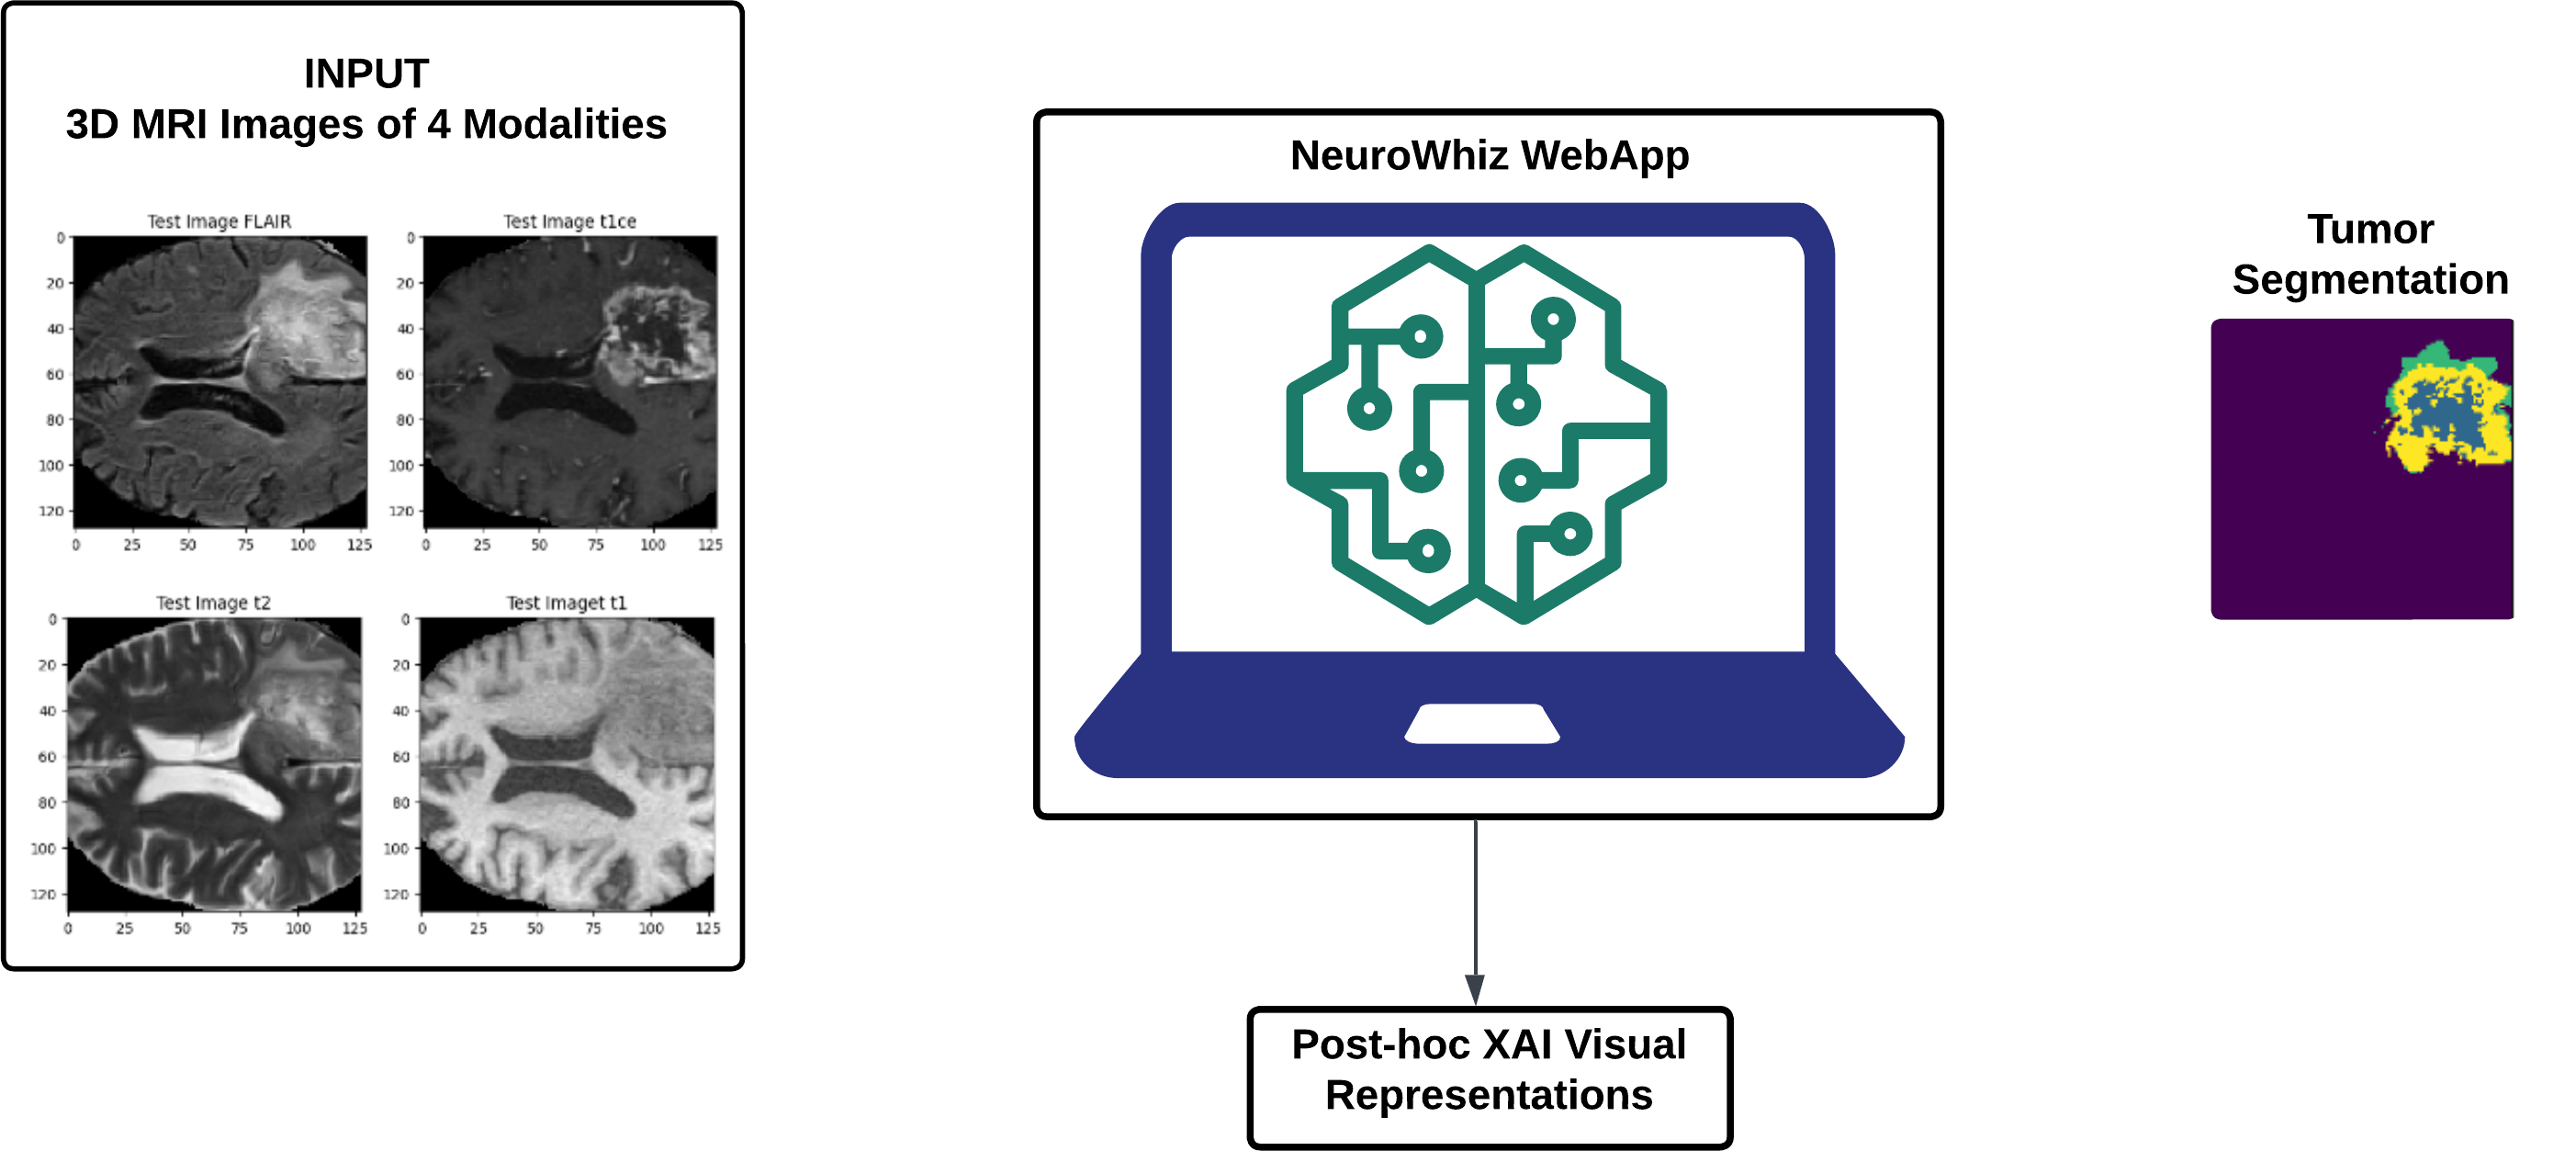 INPUT
3D MRI Images of 4 Modalities
Test Image FLAIR
0
20
40
60
80
100
120
0 25 50 75 100 125
Test Image t1ce
0
20
40
60
80
100
120
0 25 50 75 100 125
Test Image t2
0
20
40
60
80
100
120
0 25 50 75 100 125
Test Imaget t1
0
20
40
60
80
100
120
0 25 50 75 100 125
NeuroWhiz WebApp
Post-hoc XAI Visual
Representations
Tumor
Segmentation